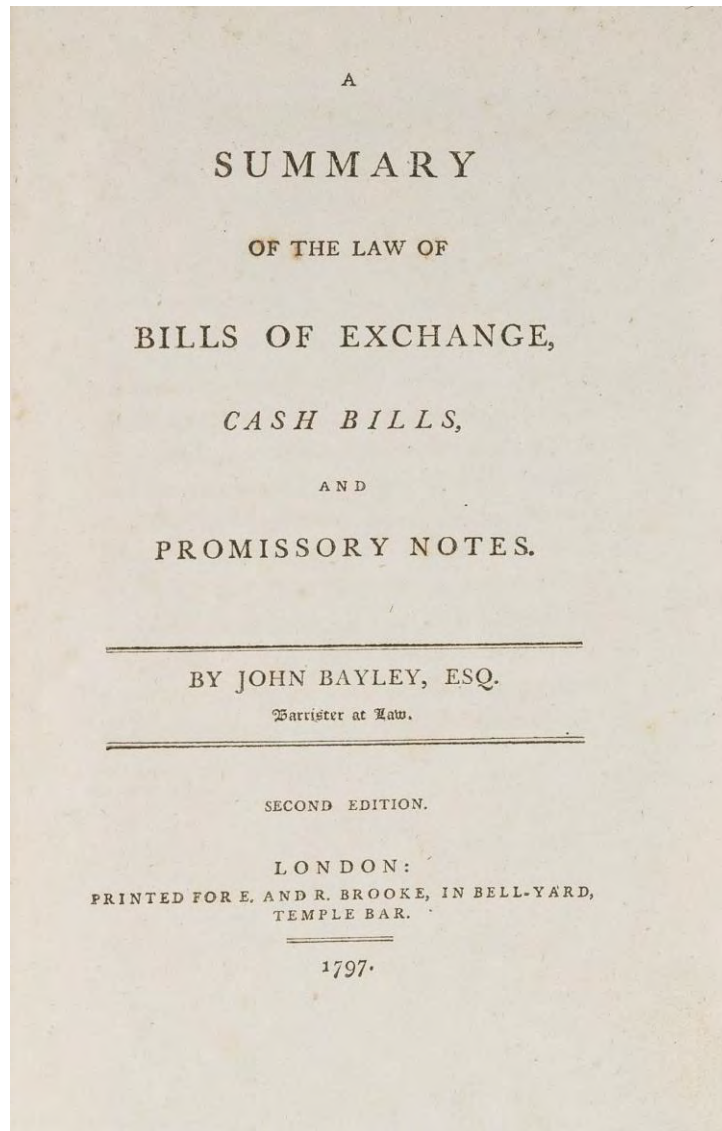 A
SUMMARY
OF THE LAW OF
BILLS OF EXCHANGE,
CASH BILLS,
AND
PROMISSORY NOTES.
BY JOHN BAYLEY, ESQ.
Barrister at Law.
SECOND EDITION.
LONDON:
PRINTED FOR E. AND R. BROOKE, IN BELL-YARD,
TEMPLE BAR.
1797.